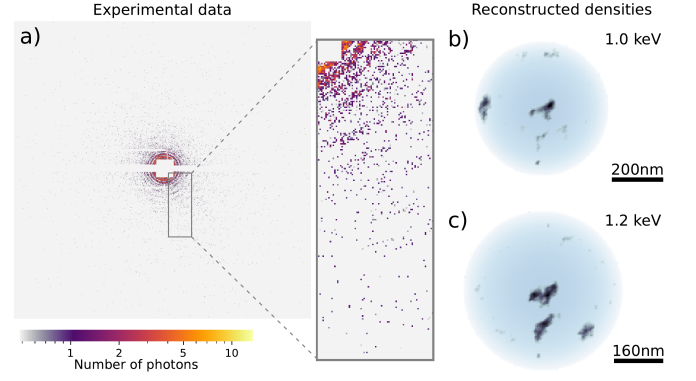 Experimental data
Reconstructed densities
a)
b)
1.0 keV
200nm
c)
1.2 keV
160nm
1
2
5
10
Number of photons